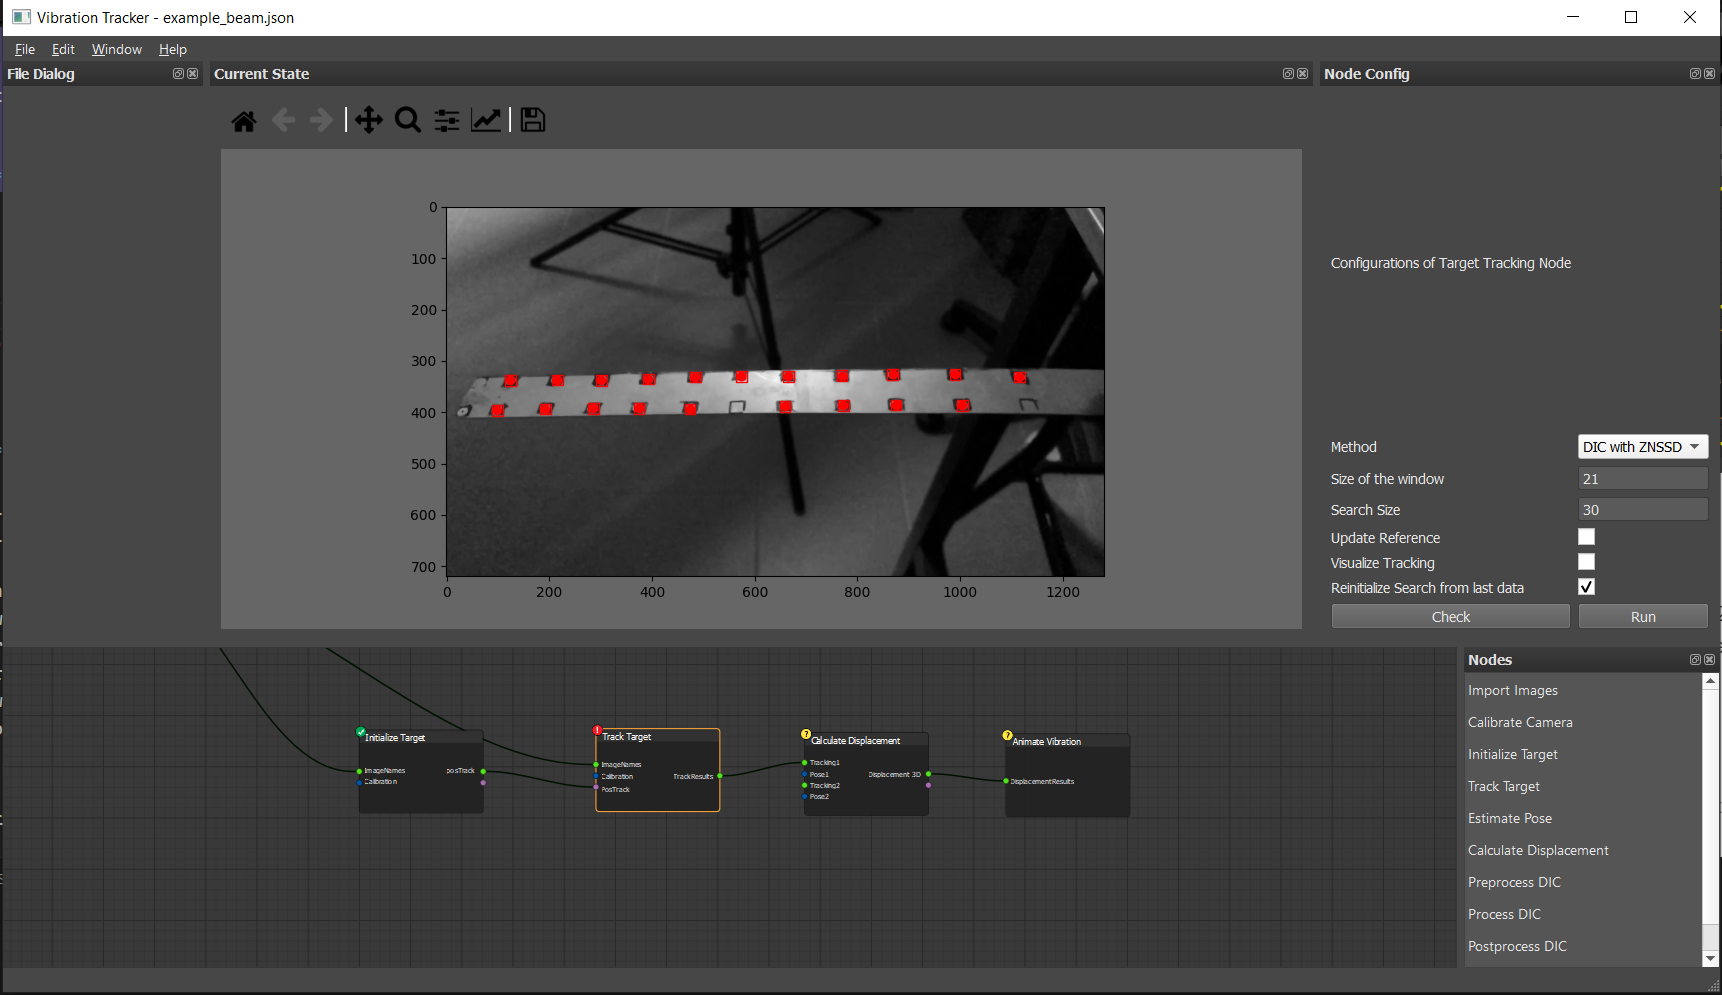 Vibration Tracker - example_beam.json
File Edit Window Help
File Dialog
Current State
Node Config
0
100
200
300
400
500
600
700
0 200 400 600 800 1000 1200
Configurations of Target Tracking Node
Method DIC with ZNSSD
Size of the window 21
Search Size 30
Update Reference
Visualize Tracking
Reinitialize Search from last data
Check Run
Initialize Target
ImageNames posTrack
Calibration
Track Target
ImageNames
Calibration TrackResults
PosTrack
Calculate Displacement
Tracking1
Pose1 Displacement 3D
Tracking2
Pose2
Animate Vibration
DisplacementResults
Nodes
Import Images
Calibrate Camera
Initialize Target
Track Target
Estimate Pose
Calculate Displacement
Preprocess DIC
Process DIC
Postprocess DIC